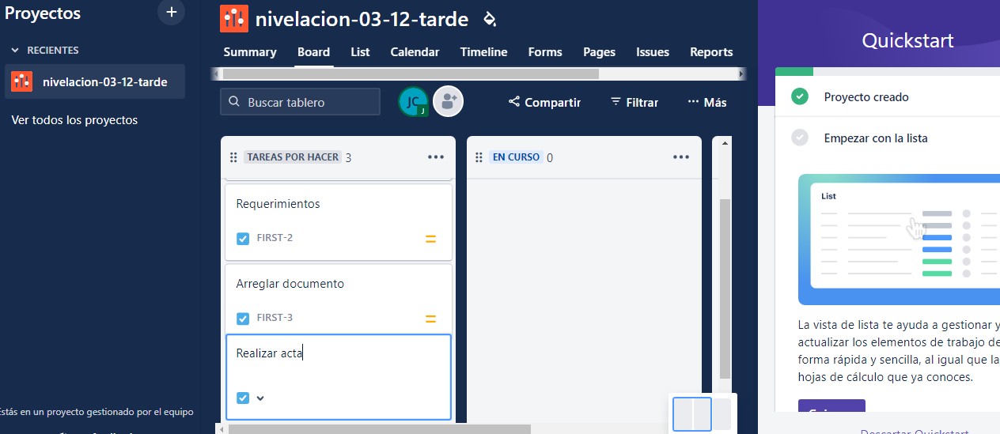 Proyectos
RECIENTES
nivelacion-03-12-tarde
Ver todos los proyectos
Estás en un proyecto gestionado por el equipo
nivelacion-03-12-tarde
Summary Board List Calendar Timeline Forms Pages Issues Reports
Buscar tablero
JC
J
Compartir
Filtrar
Más
TAREAS POR HACER 3
Requerimientos
FIRST-2
Arreglar documento
FIRST-3
Realizar acta
EN CURSO 0
Quickstart
Proyecto creado
Empezar con la lista
List
La vista de lista te ayuda a gestionar y
actualizar los elementos de trabajo de
forma rápida y sencilla, al igual que la
hojas de cálculo que ya conoces.
Descartar Quickstart